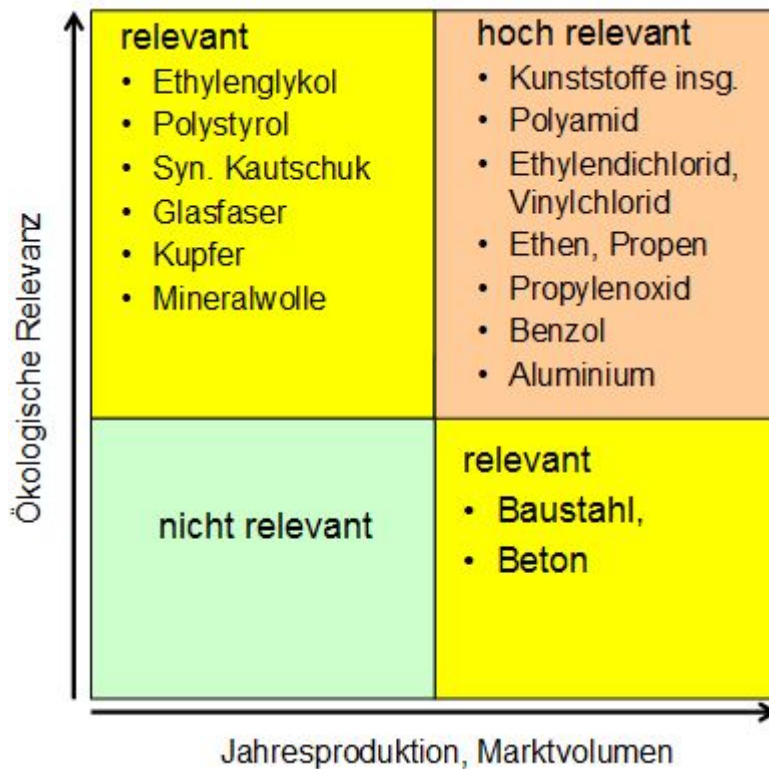 relevant
• Ethylenglykol
• Polystyrol
• Syn. Kautschuk
• Glasfaser
• Kupfer
• Mineralwolle
hoch relevant
• Kunststoffe insg.
• Polyamid
• Ethylendichlorid,
Vinylchlorid
• Ethen, Propen
• Propylenoxid
• Benzol
• Aluminium
nicht relevant
relevant
• Baustahl,
• Beton
Ökologische Relevanz
Jahresproduktion, Marktvolumen